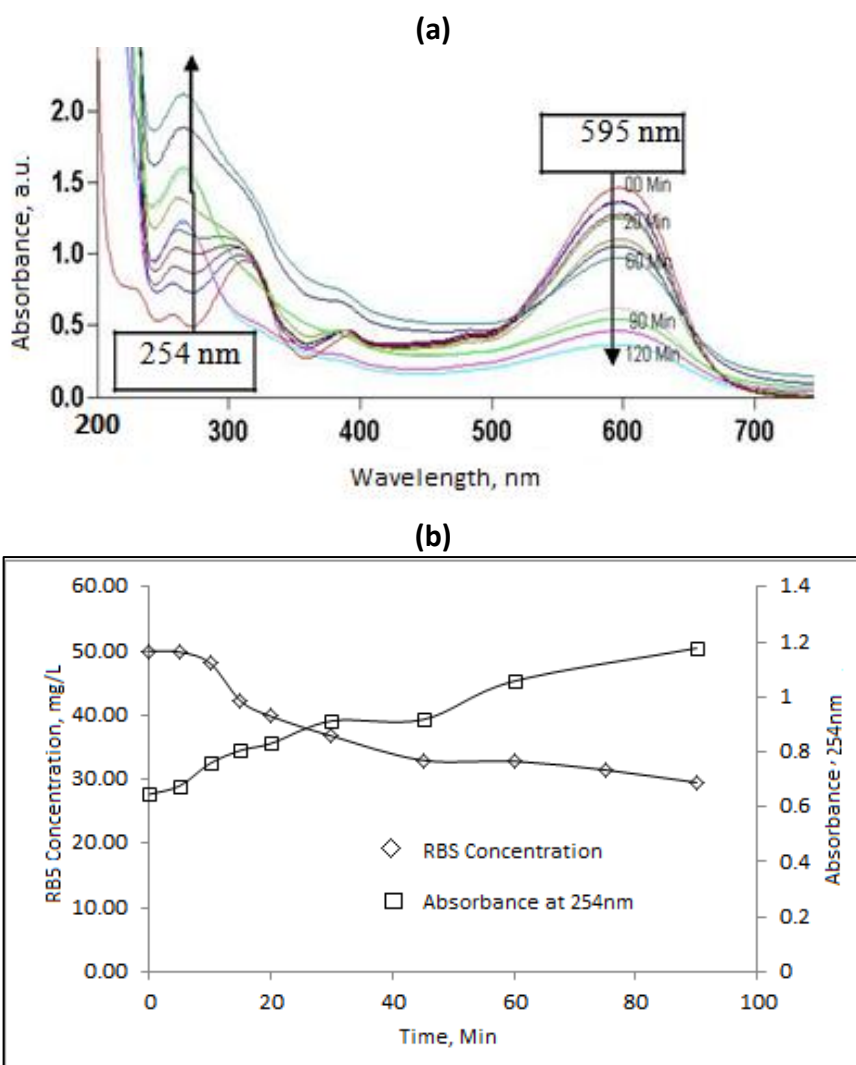 (a)
Absorbance, a.u.
2.0
1.5
1.0
0.5
0.0
595 nm
00 Min
20 Min
60 Min
90 Min
120 Min
254 nm
200
300
400
500
600
700
Wavelength, nm
(b)
RB5 Concentration, mg/L
60.00
50.00
40.00
30.00
20.00
10.00
0.00
1.4
1.2
1
0.8
0.6
0.4
0.2
0
Absorbance, 254nm
RBS Concentration
Absorbance at 254nm
0
20
40
60
80
100
Time, Min